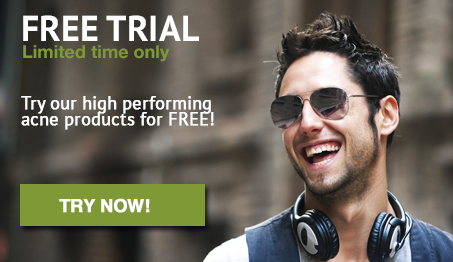 FREE TRIAL
Limited time only
Try our high performing
acne products for FREE!
TRY NOW!